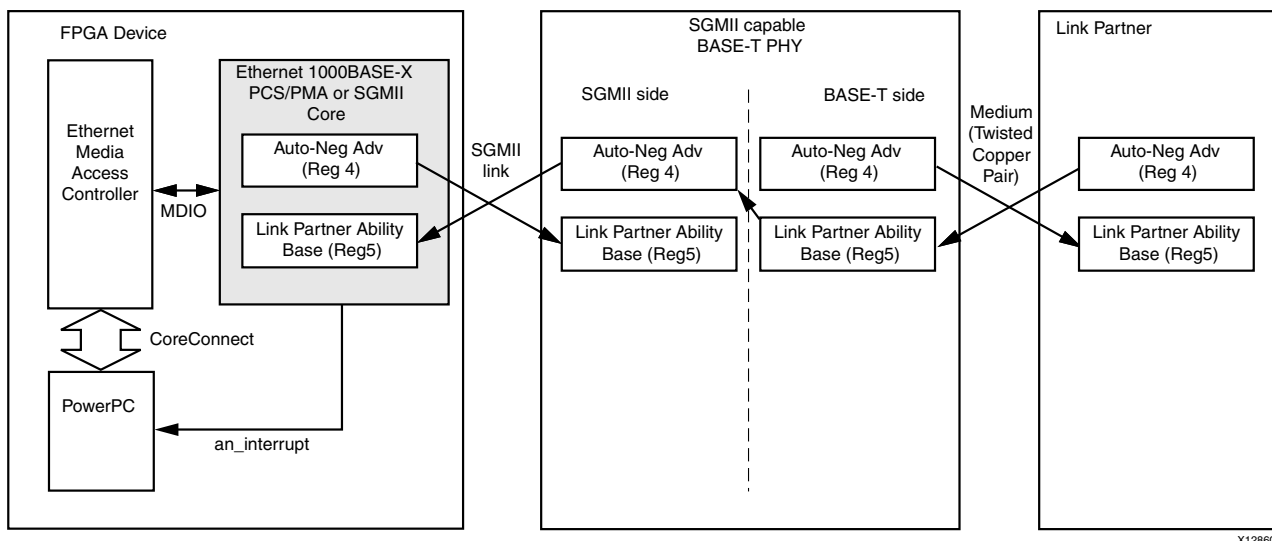 FPGA Device
Ethernet 1000BASE-X
PCS/PMA or SGMII
Core
Ethernet
Media
Access
Controller
MDIO
Auto-Neg Adv
(Reg 4)
Link Partner Ability
Base (Reg5)
CoreConnect
PowerPC
an_interrupt
SGMII
link
SGMII capable
BASE-T PHY
SGMII side
BASE-T side
Auto-Neg Adv
(Reg 4)
Link Partner Ability
Base (Reg5)
Auto-Neg Adv
(Reg 4)
Link Partner Ability
Base (Reg5)
Medium
(Twisted
Copper
Pair)
Link Partner
Auto-Neg Adv
(Reg 4)
Link Partner Ability
Base (Reg5)
X12860